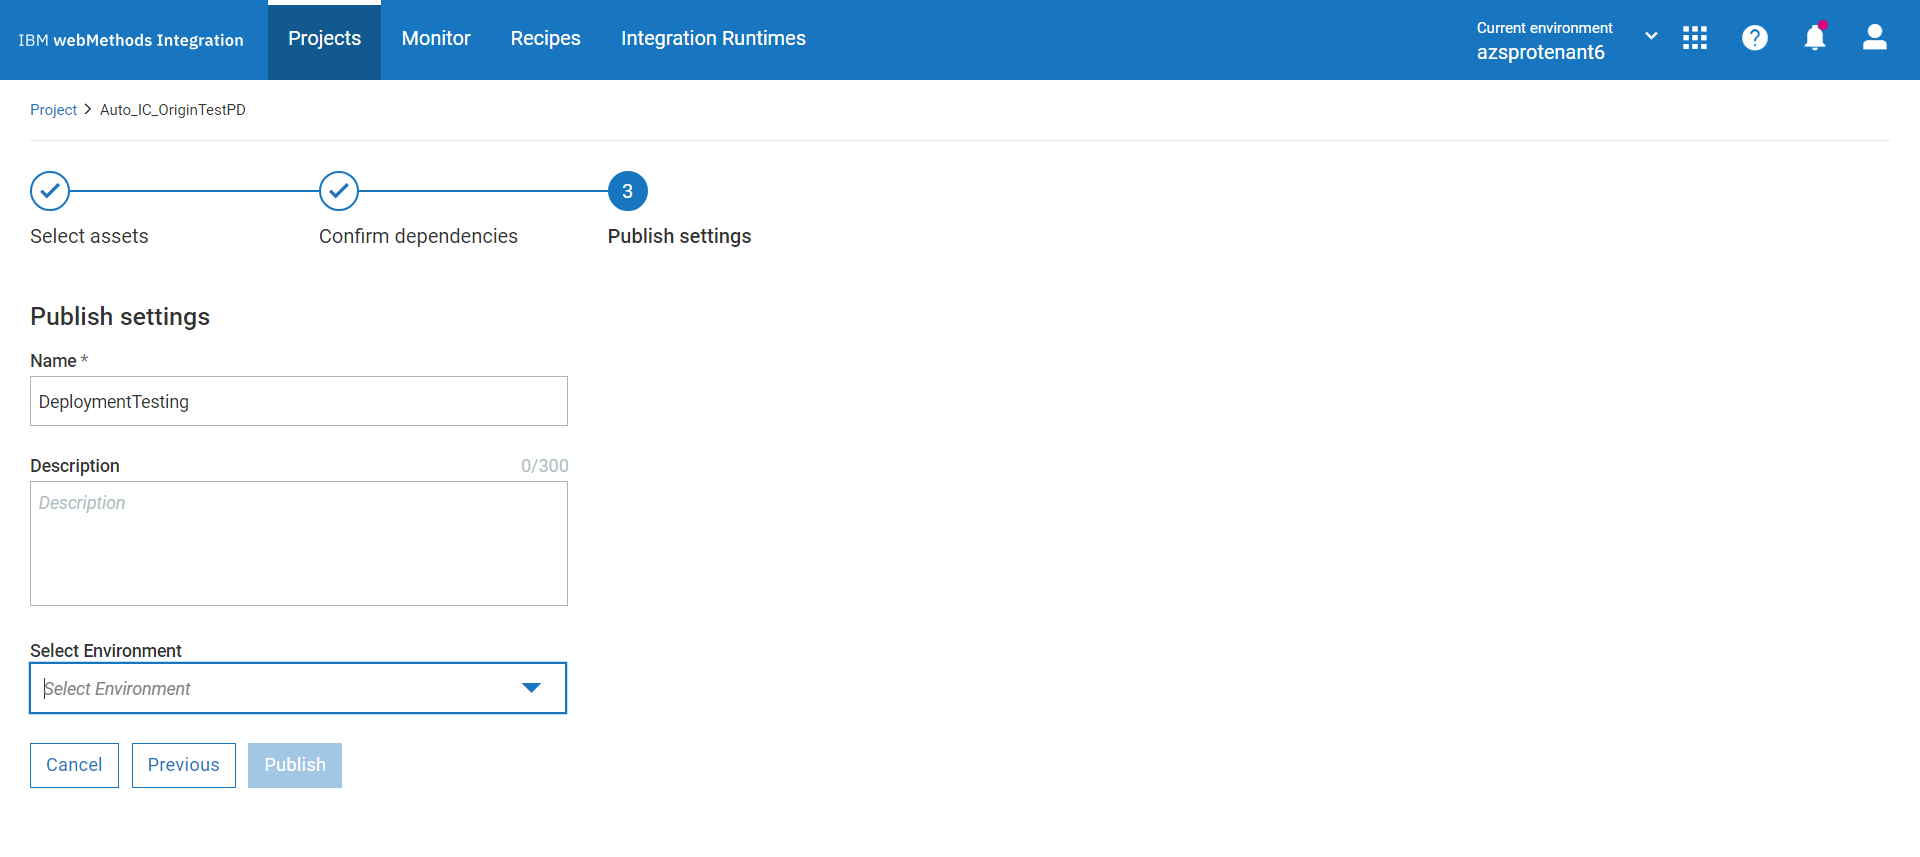 IBM webMethods Integration
Projects
Monitor
Recipes
Integration Runtimes
Current environment
azsprotenant6
Project > Auto_IC_OriginTestPD
3
Select assets
Confirm dependencies
Publish settings
Publish settings
Name *
DeploymentTesting
Description 0/300
Description
Select Environment
Select Environment
Cancel
Previous
Publish